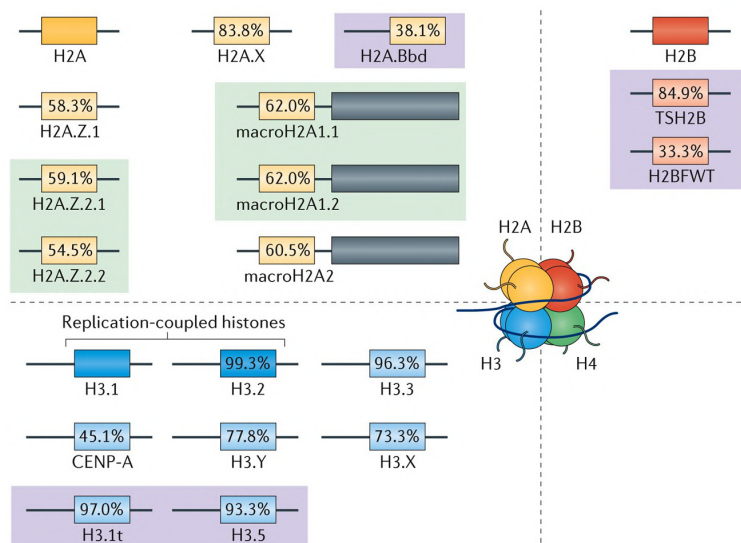 83.8%
38.1%
H2A
H2A.X
H2A.Bbd
H2B
58.3%
62.0%
84.9%
H2A.Z.1
macroH2A1.1
TSH2B
59.1%
62.0%
33.3%
H2A.Z.2.1
macroH2A1.2
H2BFWT
54.5%
60.5%
H2A.Z.2.2
macroH2A2
H2A
H2B
H3
H4
Replication-coupled histones
99.3%
96.3%
H3.1
H3.2
H3.3
45.1%
77.8%
73.3%
CENP-A
H3.Y
H3.X
97.0%
93.3%
H3.1t
H3.5